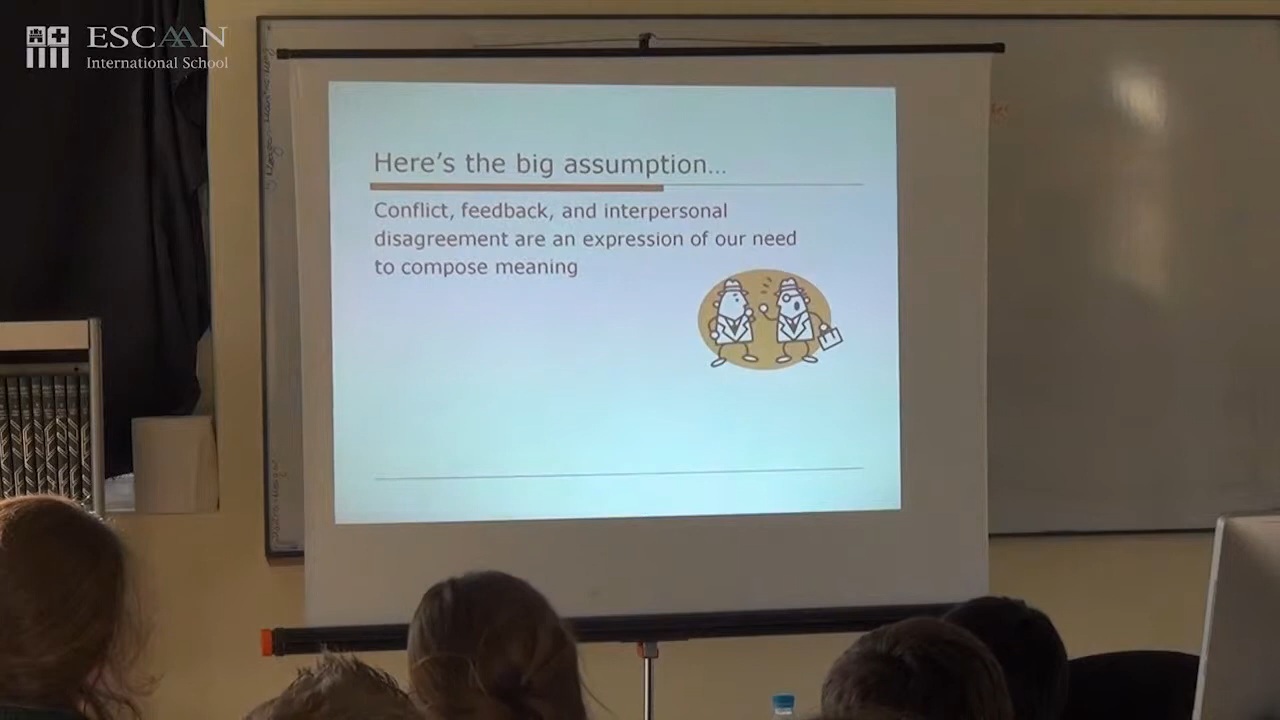 ESCAAN
International School
Here's the big assumption...
Conflict, feedback, and interpersonal
disagreement are an expression of our need
to compose meaning